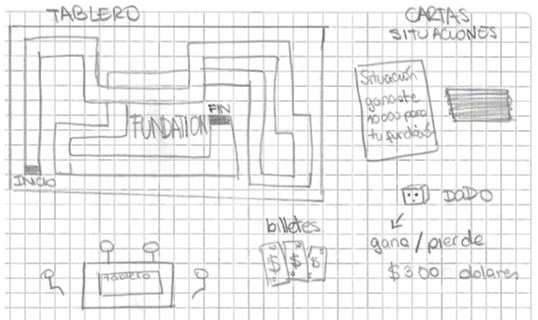 TABLERO
CARTAS
SITUACIONES
Situación
ganaste
10000 para
tu fundación
FIN
FUNDATION
INICIO
DADO
billetes
gana/pierde
$300 dolares
tablero
$ $ $